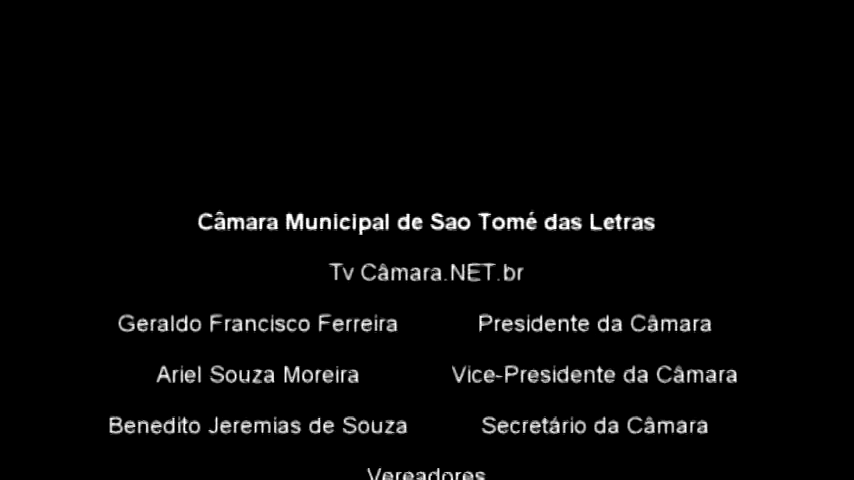 Câmara Municipal de Sao Tomé das Letras
Tv Câmara.NET.br
Geraldo Francisco Ferreira Presidente da Câmara
Ariel Souza Moreira Vice-Presidente da Câmara
Benedito Jeremias de Souza Secretário da Câmara
Vereadores